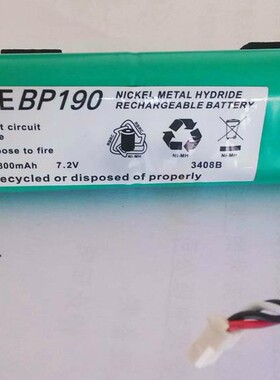 EBP190 NICKEL METAL HYDRIDE
RECHARGEABLE BATTERY
t circuit
e
pose to fire
800mAh 7.2V
Ni-MH
Ni-MH
Ni-MH
3408B
ecycled or disposed of properly.